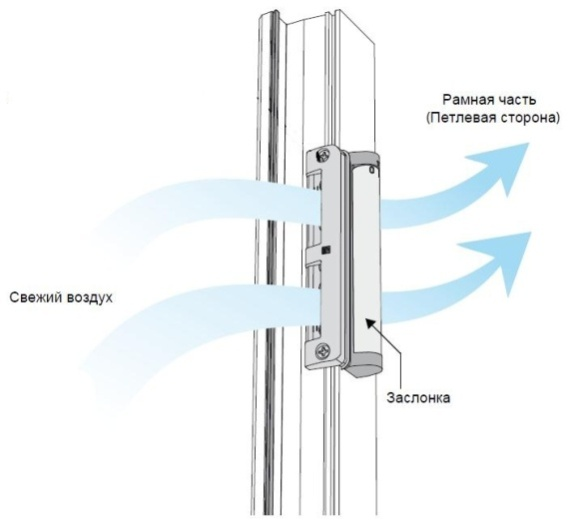 Рамная часть
(Петлевая сторона)
Свежий воздух
Заслонка